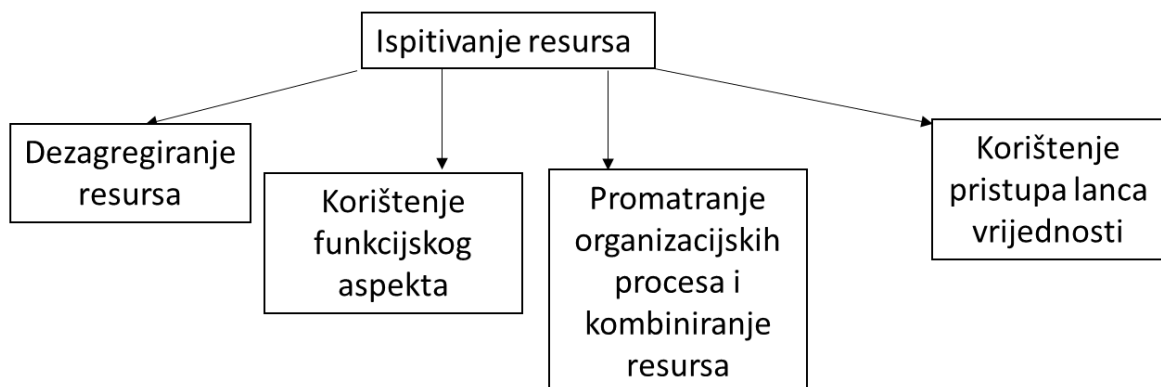 Ispitivanje resursa
Dezagregiranje
resursa
Korištenje
funkcijskog
aspekta
Promatranje
organizacijskih
procesa i
kombiniranje
resursa
Korištenje
pristupa lanca
vrijednosti